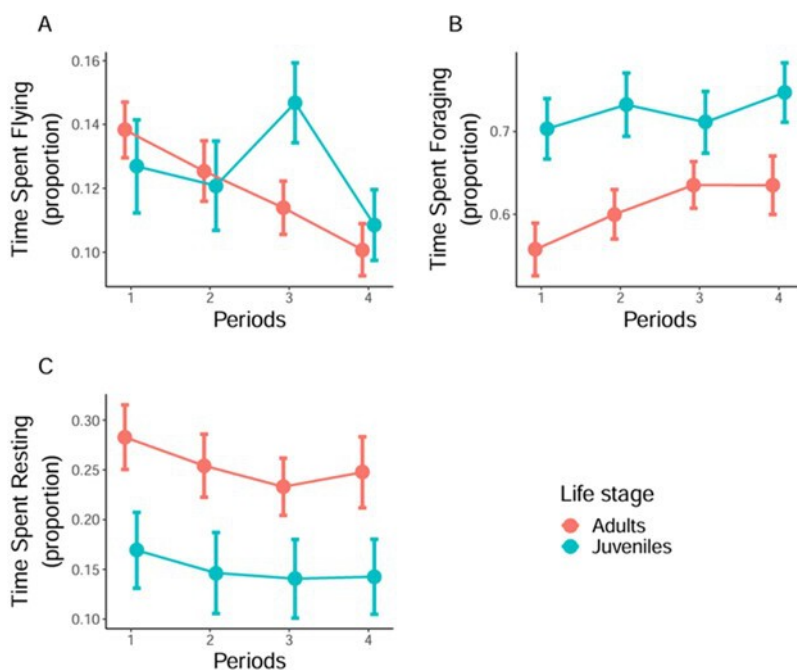 A
Time Spent Flying
(proportion)
0.16
0.14
0.12
0.10
1 2 3 4
Periods
B
Time Spent Foraging
(proportion)
0.7
0.6
1 2 3 4
Periods
C
Time Spent Resting
(proportion)
0.30
0.25
0.20
0.15
0.10
1 2 3 4
Periods
Life stage
Adults
Juveniles